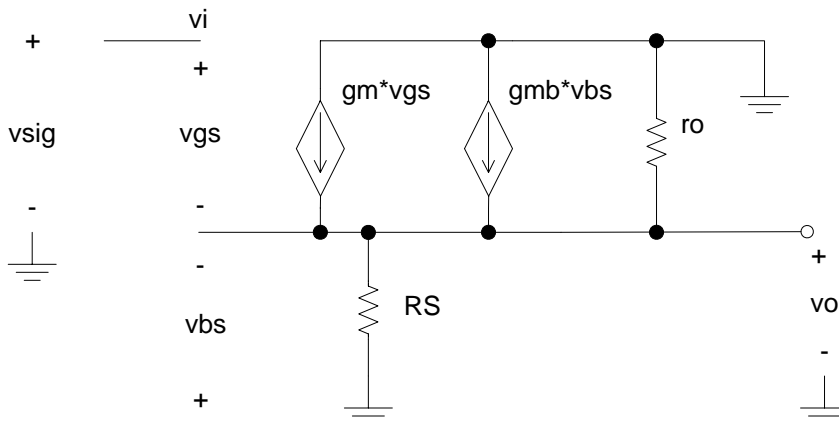 vi
+
+
gm*vgs
gmb*vbs
vsig
vgs
ro
-
-
-
+
RS
vbs
vo
-
+